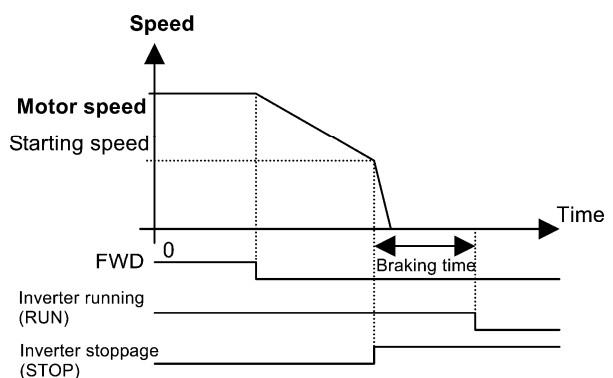 Speed
Motor speed
Starting speed
Time
0
FWD
Braking time
Inverter running
(RUN)
Inverter stoppage
(STOP)